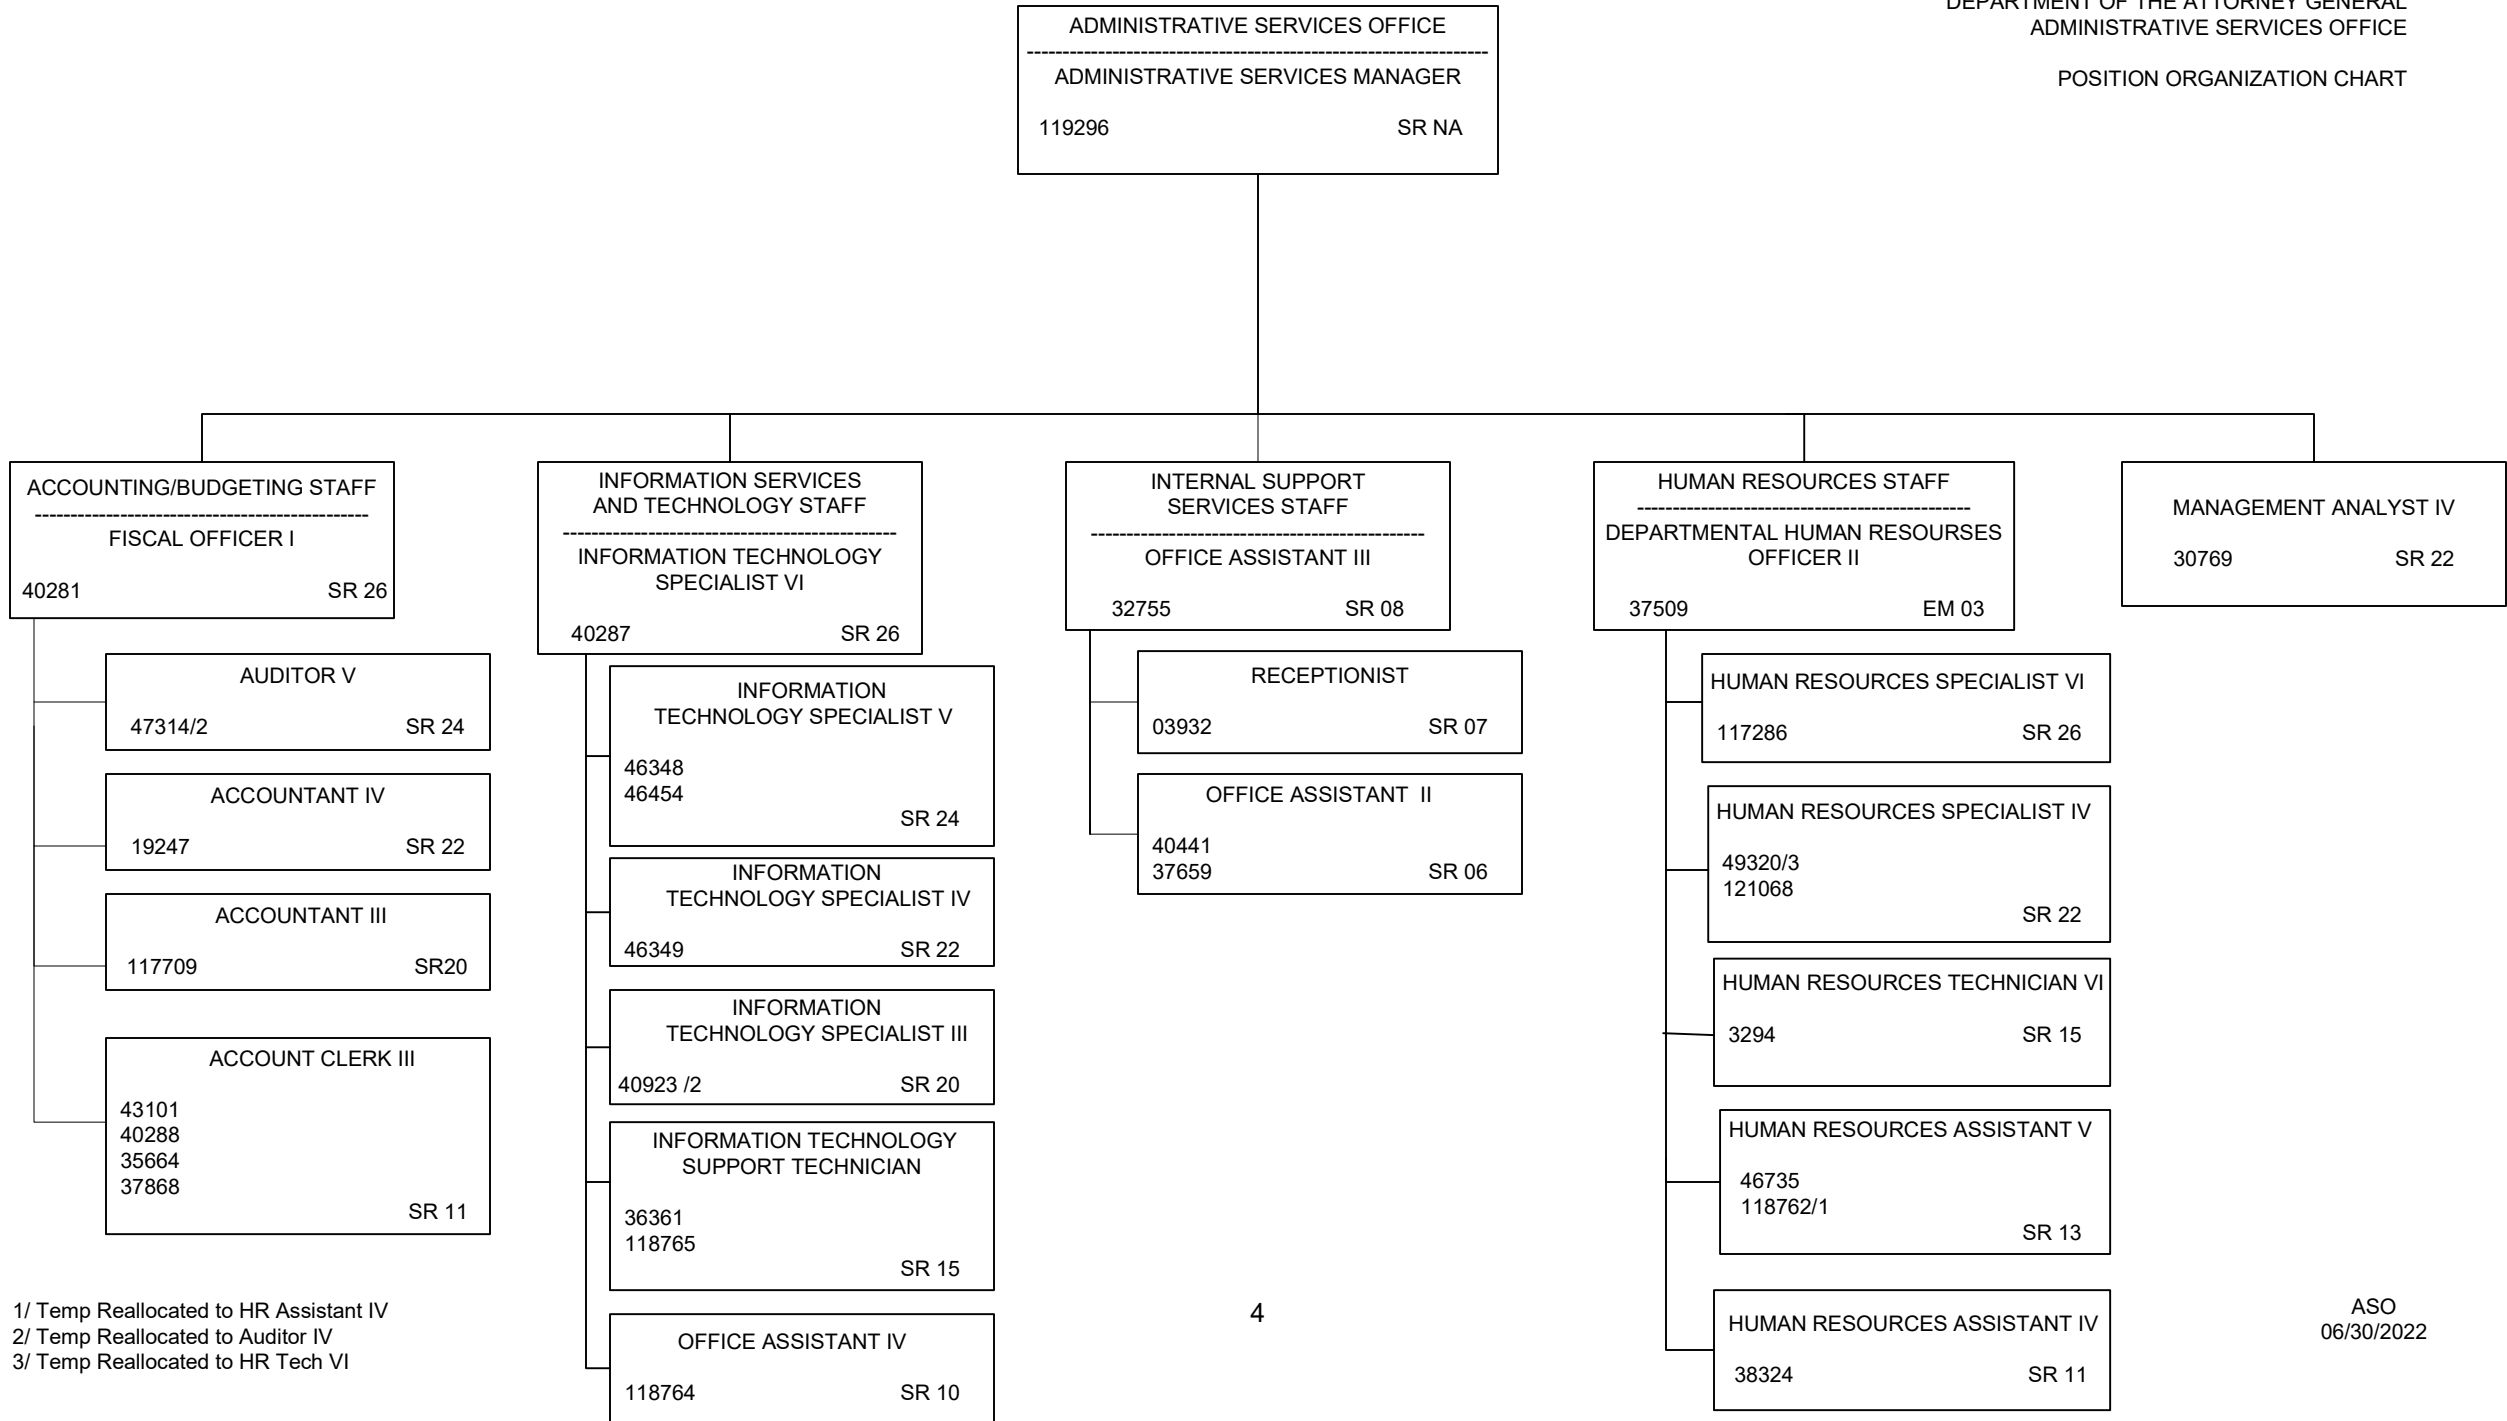 DEPARTMENT OF THE ATTORNEY GENERAL
ADMINISTRATIVE SERVICES OFFICE
POSITION ORGANIZATION CHART
ADMINISTRATIVE SERVICES OFFICE
ADMINISTRATIVE SERVICES MANAGER
119296 SR NA
ACCOUNTING/BUDGETING STAFF
FISCAL OFFICER I
40281 SR 26
AUDITOR V
47314/2 SR 24
ACCOUNTANT IV
19247 SR 22
ACCOUNTANT III
117709 SR20
ACCOUNT CLERK III
43101
40288
35664
37868
SR 11
INFORMATION SERVICES
AND TECHNOLOGY STAFF
INFORMATION TECHNOLOGY
SPECIALIST VI
40287 SR 26
INFORMATION
TECHNOLOGY SPECIALIST V
46348
46454
SR 24
INFORMATION
TECHNOLOGY SPECIALIST IV
46349 SR 22
INFORMATION
TECHNOLOGY SPECIALIST III
40923 /2 SR 20
INFORMATION TECHNOLOGY
SUPPORT TECHNICIAN
36361
118765
SR 15
OFFICE ASSISTANT IV
118764 SR 10
INTERNAL SUPPORT
SERVICES STAFF
OFFICE ASSISTANT III
32755 SR 08
RECEPTIONIST
03932 SR 07
OFFICE ASSISTANT  II
40441
37659 SR 06
HUMAN RESOURCES STAFF
DEPARTMENTAL HUMAN RESOURSES
OFFICER II
37509 EM 03
HUMAN RESOURCES SPECIALIST VI
117286 SR 26
HUMAN RESOURCES SPECIALIST IV
49320/3
121068
SR 22
HUMAN RESOURCES TECHNICIAN VI
3294 SR 15
HUMAN RESOURCES ASSISTANT V
46735
118762/1
SR 13
HUMAN RESOURCES ASSISTANT IV
38324 SR 11
MANAGEMENT ANALYST IV
30769 SR 22
1/ Temp Reallocated to HR Assistant IV
2/ Temp Reallocated to Auditor IV
3/ Temp Reallocated to HR Tech VI
4
ASO
06/30/2022